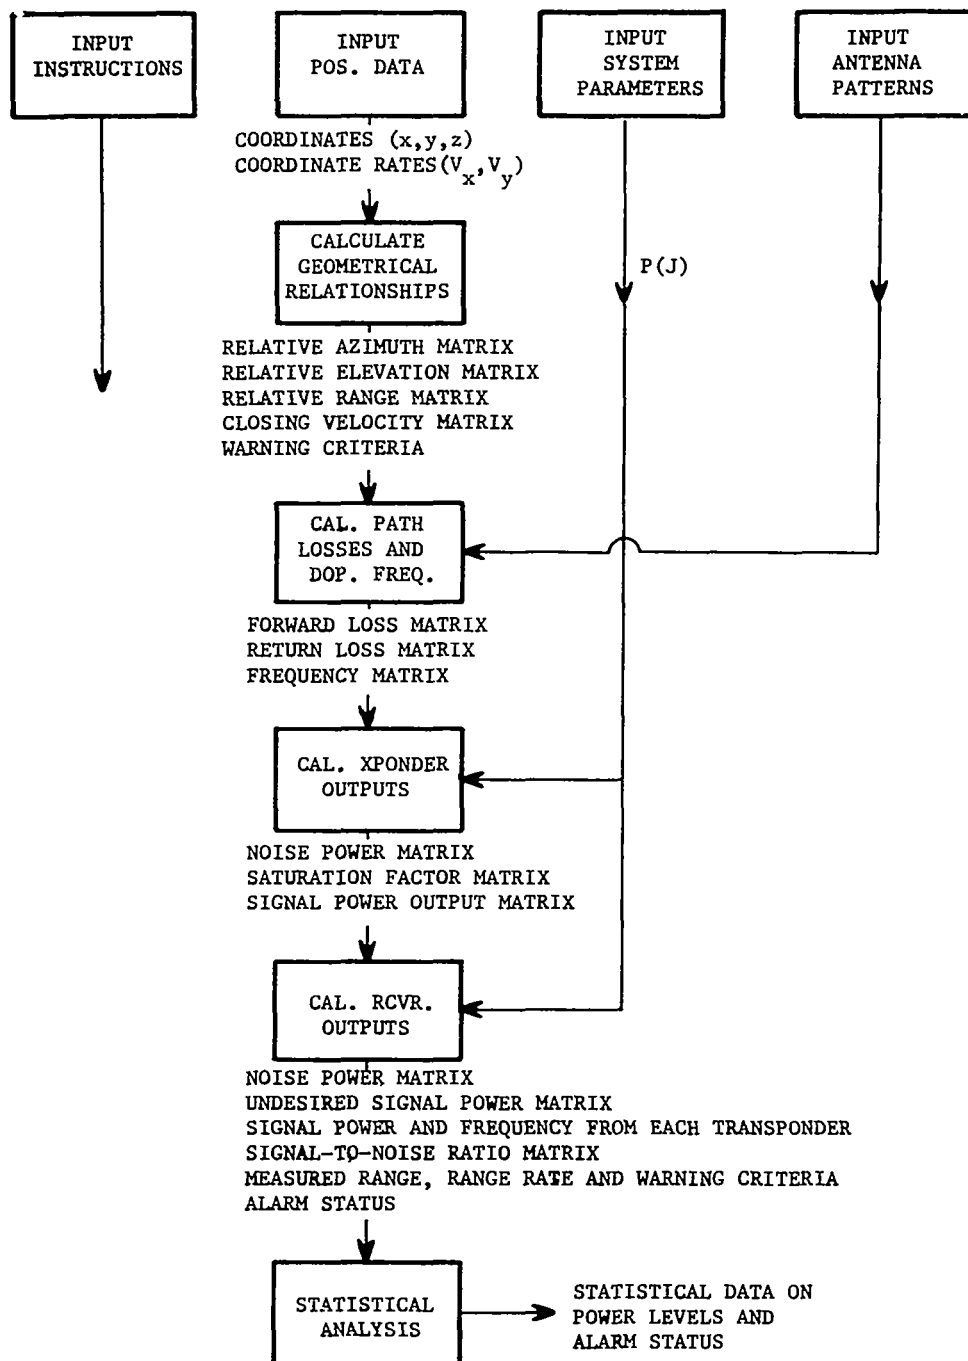 INPUT
INSTRUCTIONS
INPUT
POS. DATA
INPUT
SYSTEM
PARAMETERS
INPUT
ANTENNA
PATTERNS
COORDINATES (x,y,z)
COORDINATE RATES(V_x,V_y)
CALCULATE
GEOMETRICAL
RELATIONSHIPS
P(J)
RELATIVE AZIMUTH MATRIX
RELATIVE ELEVATION MATRIX
RELATIVE RANGE MATRIX
CLOSING VELOCITY MATRIX
WARNING CRITERIA
CAL. PATH
LOSSES AND
DOP. FREQ.
FORWARD LOSS MATRIX
RETURN LOSS MATRIX
FREQUENCY MATRIX
CAL. XPONDER
OUTPUTS
NOISE POWER MATRIX
SATURATION FACTOR MATRIX
SIGNAL POWER OUTPUT MATRIX
CAL. RCVR.
OUTPUTS
NOISE POWER MATRIX
UNDESIRED SIGNAL POWER MATRIX
SIGNAL POWER AND FREQUENCY FROM EACH TRANSPONDER
SIGNAL-TO-NOISE RATIO MATRIX
MEASURED RANGE, RANGE RATE AND WARNING CRITERIA
ALARM STATUS
STATISTICAL
ANALYSIS
STATISTICAL DATA ON
POWER LEVELS AND
ALARM STATUS